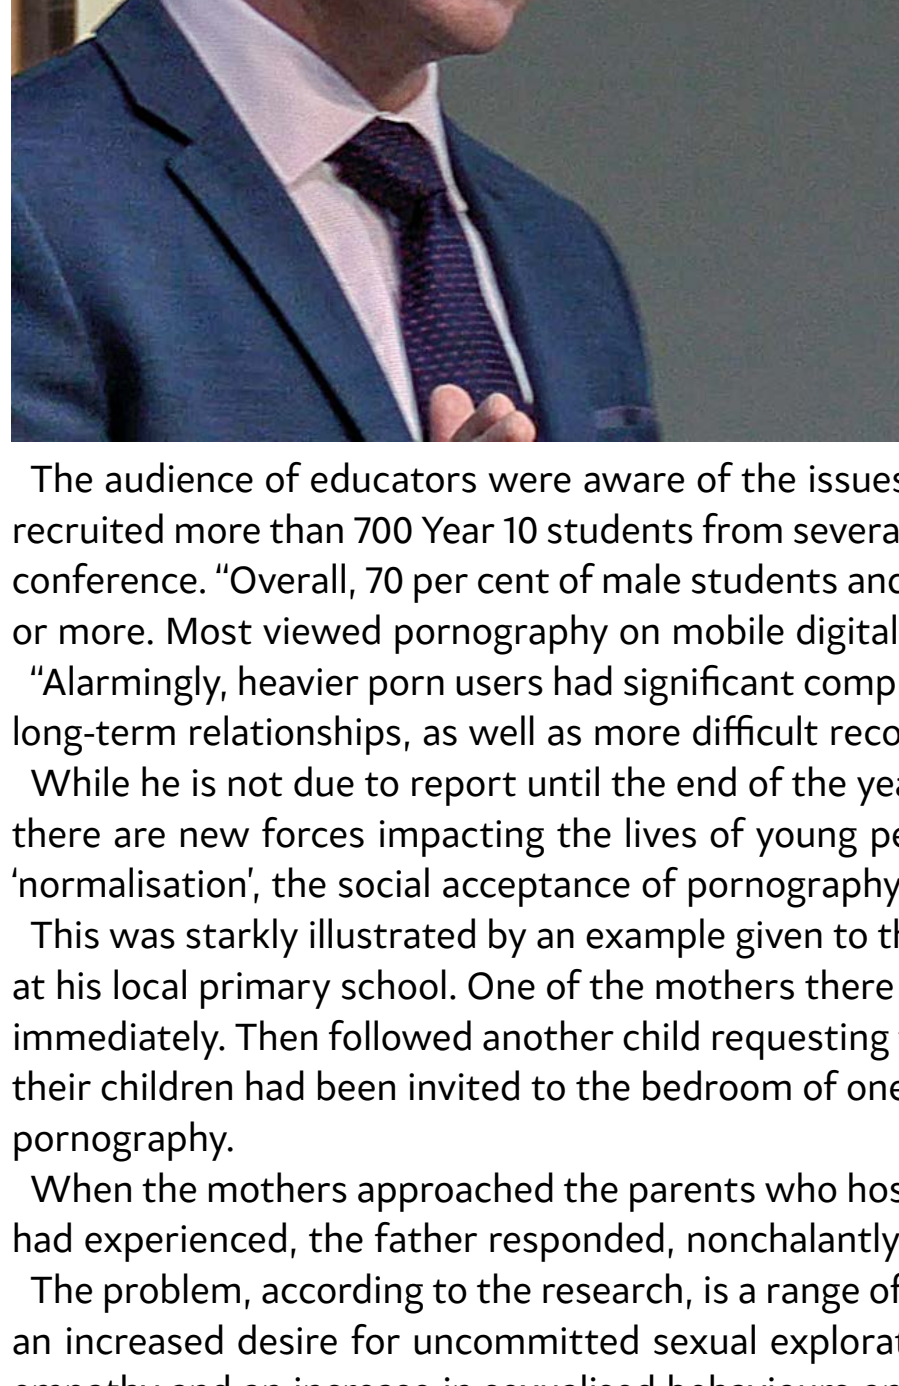 The audience of educators were aware of the issues
recruited more than 700 Year 10 students from severa
conference. “Overall, 70 per cent of male students and
or more. Most viewed pornography on mobile digital
“Alarmingly, heavier porn users had significant comp
long-term relationships, as well as more difficult reco
While he is not due to report until the end of the yea
there are new forces impacting the lives of young pe
‘normalisation’, the social acceptance of pornography
This was starkly illustrated by an example given to th
at his local primary school. One of the mothers there
immediately. Then followed another child requesting
their children had been invited to the bedroom of one
pornography.
When the mothers approached the parents who hos
had experienced, the father responded, nonchalantly
The problem, according to the research, is a range of
an increased desire for uncommitted sexual explorat
empathy and an increase in sexualised behaviours